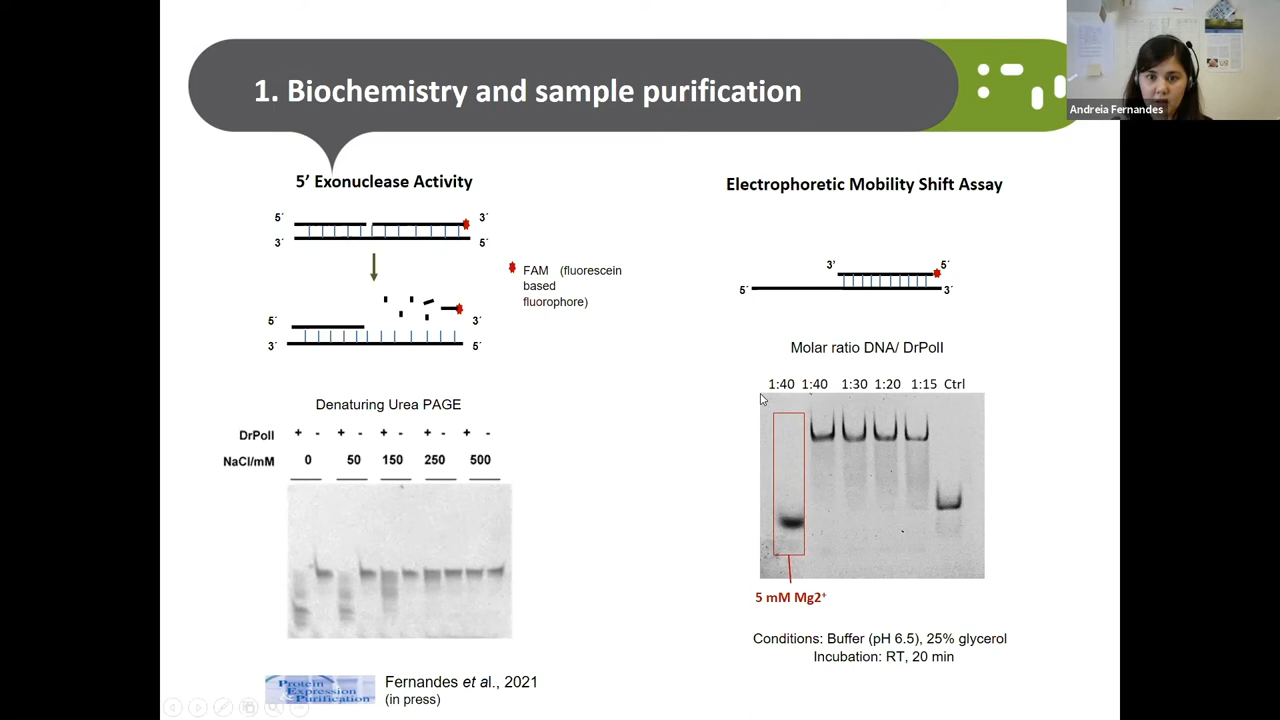 1. Biochemistry and sample purification
Andreia Fernandes
5’ Exonuclease Activity
5´ 3´
3´ 5´
FAM (fluorescein
based
fluorophore)
5´ 3´
3´ 5´
Denaturing Urea PAGE
DrPolI + - + - + - + - + -
NaCl/mM 0 50 150 250 500
Protein
Expression
Purification
Fernandes et al., 2021
(in press)
Electrophoretic Mobility Shift Assay
3’ 5´
5´ 3´
Molar ratio DNA/ DrPolI
1:40 1:40 1:30 1:20 1:15 Ctrl
5 mM Mg2⁺
Conditions: Buffer (pH 6.5), 25% glycerol
Incubation: RT, 20 min